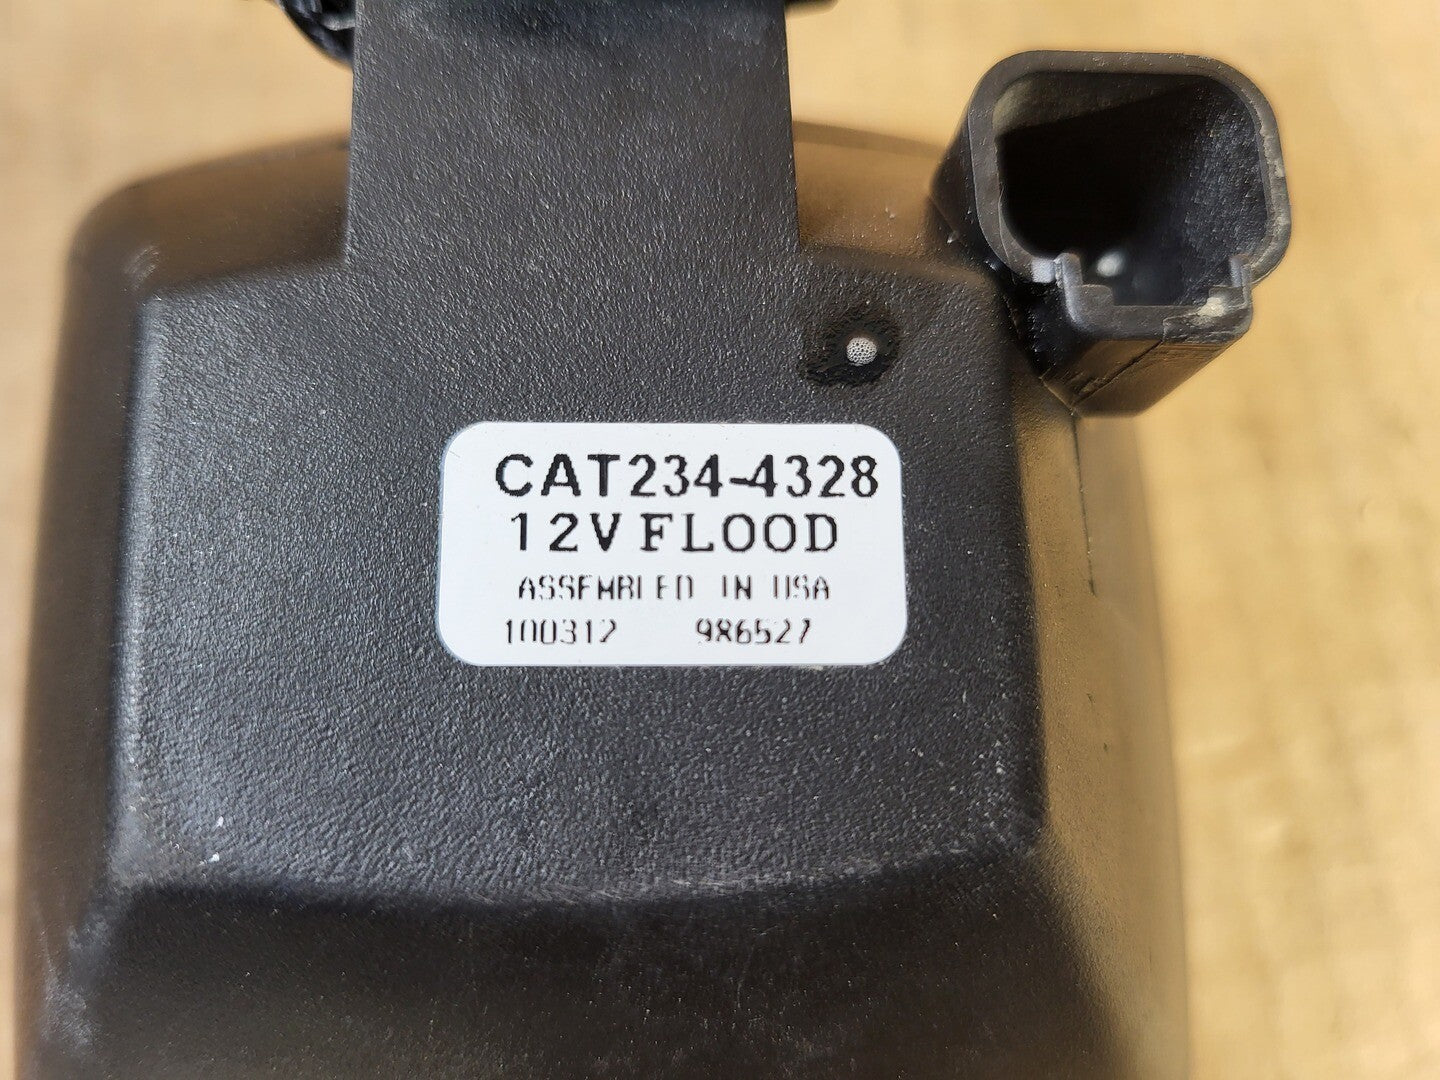 CAT234-4328
12V FLOOD
ASSEMBLED IN USA
100312 986527